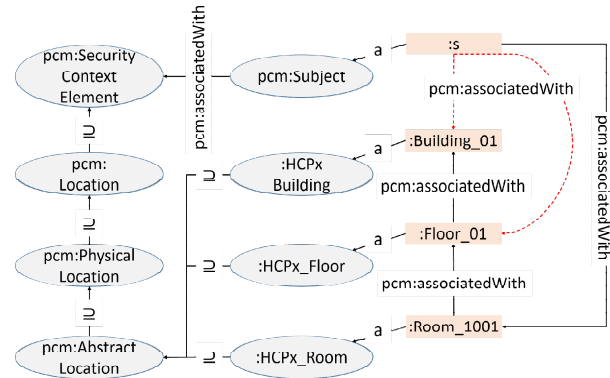 pcm:Security
Context
Element
pcm:associatedWith
pcm:Subject
a
:s
pcm:associatedWith
pcm:associatedWith
⊆
pcm:
Location
⊆
:HCPx
Building
a
:Building_01
pcm:associatedWith
⊆
pcm:Physical
Location
⊆
:HCPx_Floor
a
:Floor_01
pcm:associatedWith
⊆
pcm:Abstract
Location
⊆
:HCPx_Room
a
:Room_1001